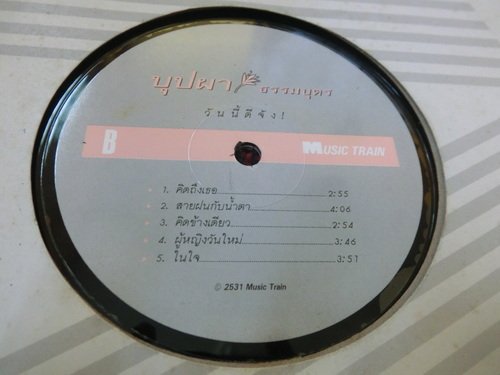 บุปผา ธรรมบุตร
วันนี้ดีจัง!
B MUSIC TRAIN
1. คิดถึงเธอ 2:55
2. สายฝนกับน้ำตา 4:06
3. คิดข้างเดียว 2:54
4. ผู้หญิงวันใหม่ 3:46
5. ในใจ 3:51
© 2531 Music Train